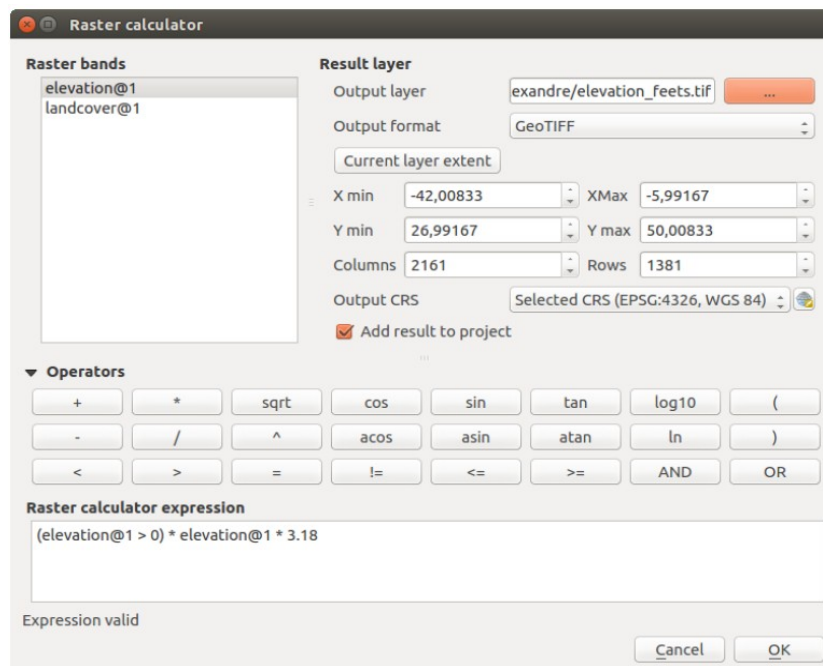 Raster calculator
Raster bands
elevation@1
landcover@1
Result layer
Output layer exandre/elevation_feets.tif ...
Output format GeoTIFF
Current layer extent
X min -42,00833 XMax -5,99167
Y min 26,99167 Y max 50,00833
Columns 2161 Rows 1381
Output CRS Selected CRS (EPSG:4326, WGS 84)
Add result to project
Operators
+ * sqrt cos sin tan log10 (
- / ^ acos asin atan ln )
< > = != <= >= AND OR
Raster calculator expression
(elevation@1 > 0) * elevation@1 * 3.18
Expression valid
Cancel OK